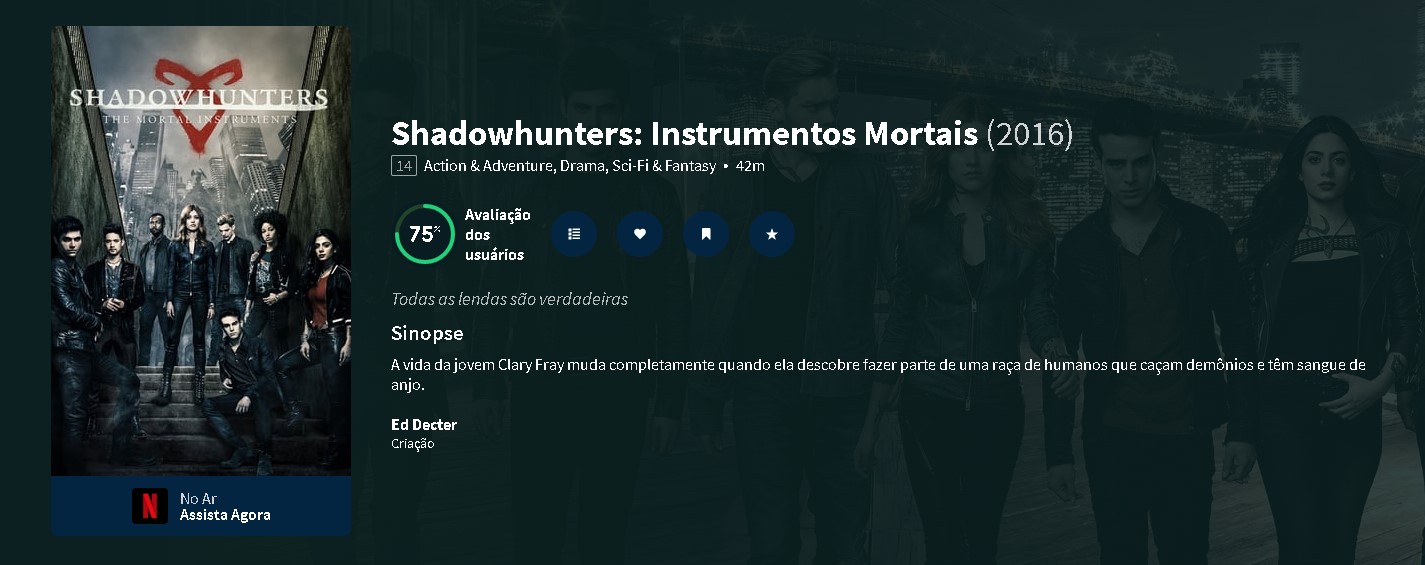 SHADOWHUNTERS
THE MORTAL INSTRUMENTS
Shadowhunters: Instrumentos Mortais (2016)
14 Action & Adventure, Drama, Sci-Fi & Fantasy • 42m
75%
Avaliação
dos
usuários
Todas as lendas são verdadeiras
Sinopse
A vida da jovem Clary Fray muda completamente quando ela descobre fazer parte de uma raça de humanos que caçam demônios e têm sangue de
anjo.
Ed Decter
Criação
N
No Ar
Assista Agora